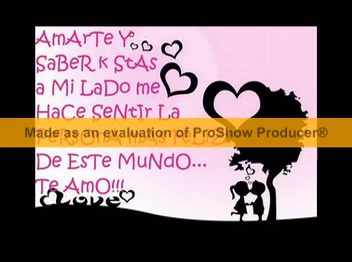 AmARTe Y
SaBeR k StAs
a Mi LaDo me
HaCe SeNtIr La
Made as an evaluation of ProShow Producer®
De EsTe MuNdO...
Te AmO!!!
Love